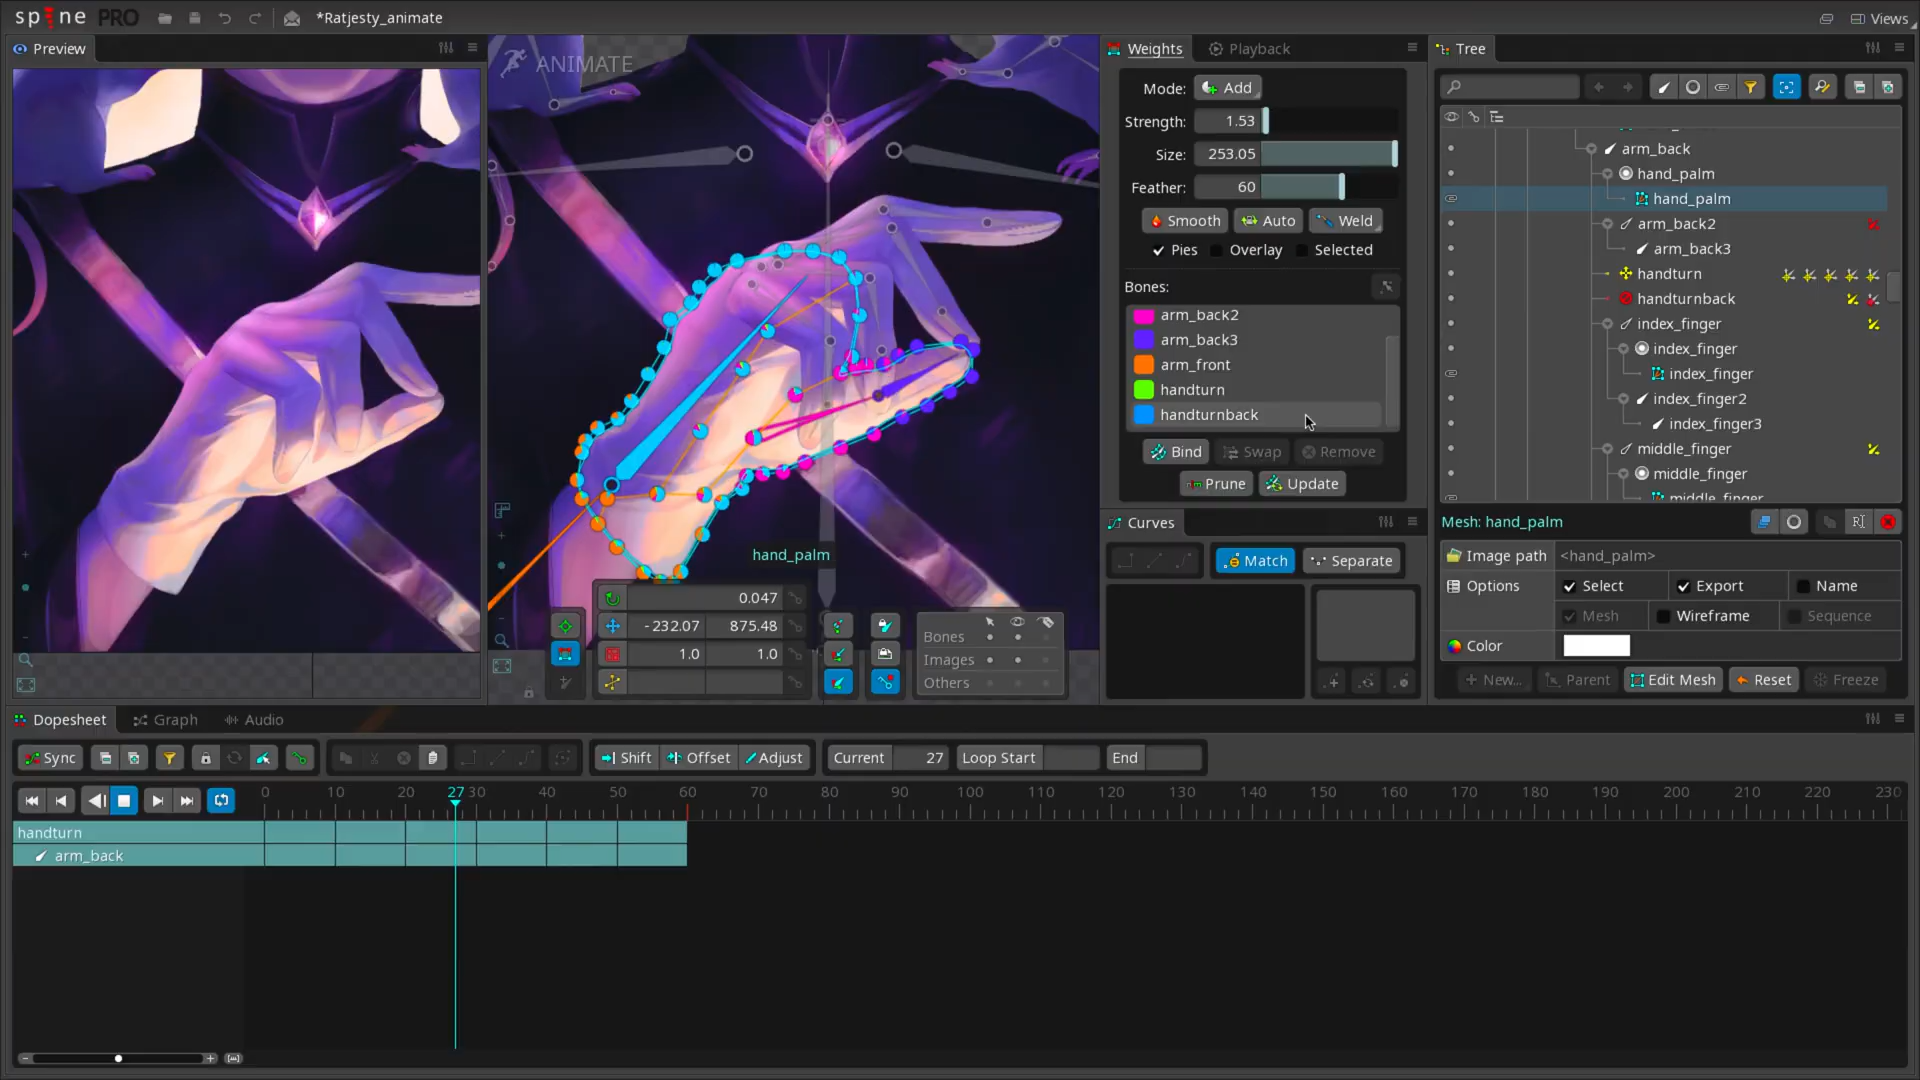 spine PRO
*Ratjesty_animate
Views
Preview
ANIMATE
hand_palm
0.047
-232.07 875.48
1.0 1.0
Bones
Images
Others
Weights
Playback
Mode: Add
Strength: 1.53
Size: 253.05
Feather: 60
Smooth Auto Weld
Pies Overlay Selected
Bones:
arm_back2
arm_back3
arm_front
handturn
handturnback
Bind Swap Remove
Prune Update
Curves
Match Separate
Tree
arm_back
hand_palm
hand_palm
arm_back2
arm_back3
handturn
handturnback
index_finger
index_finger
index_finger
index_finger2
index_finger3
middle_finger
middle_finger
middle_finger
Mesh: hand_palm
Image path <hand_palm>
Options Select Export Name
Mesh Wireframe Sequence
Color
New... Parent Edit Mesh Reset Freeze
Dopesheet Graph Audio
Sync Shift Offset Adjust Current 27 Loop Start End
0 10 20 27 30 40 50 60 70 80 90 100 110 120 130 140 150 160 170 180 190 200 210 220 230
handturn
arm_back